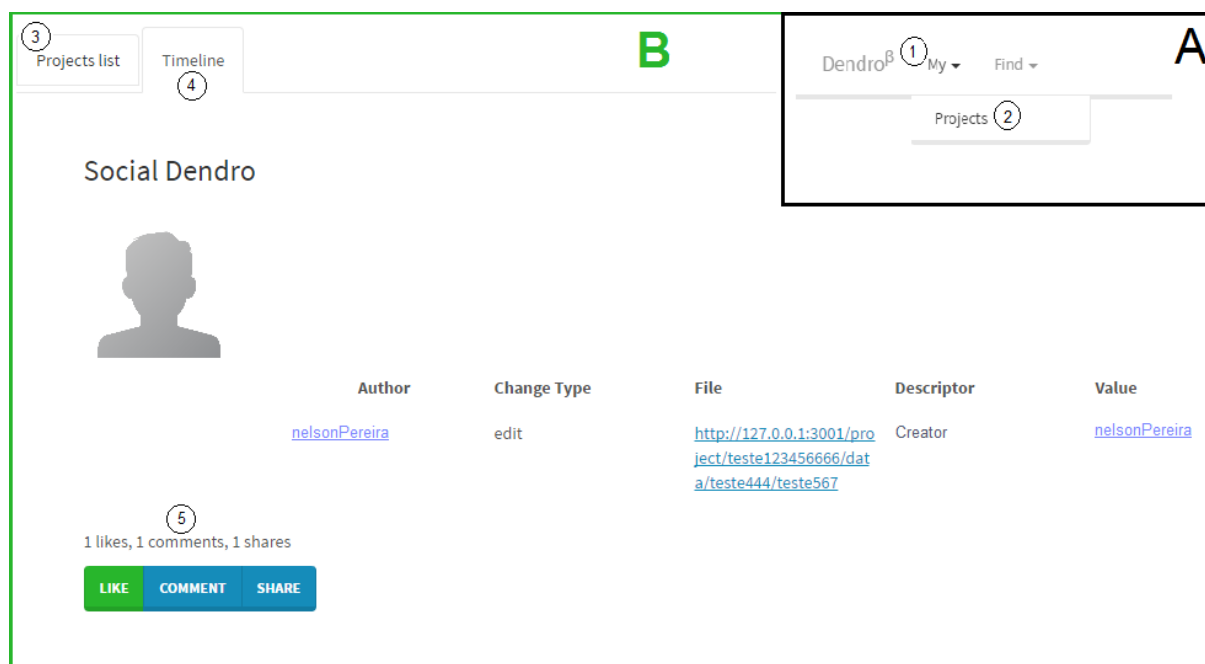 3
Projects list
Timeline
4
B
A
Dendroβ
1
My
Find
Projects
2
Social Dendro
Author Change Type File Descriptor Value
nelsonPereira edit http://127.0.0.1:3001/pro Creator nelsonPereira
ject/teste123456666/dat
a/teste444/teste567
5
1 likes, 1 comments, 1 shares
LIKE COMMENT SHARE